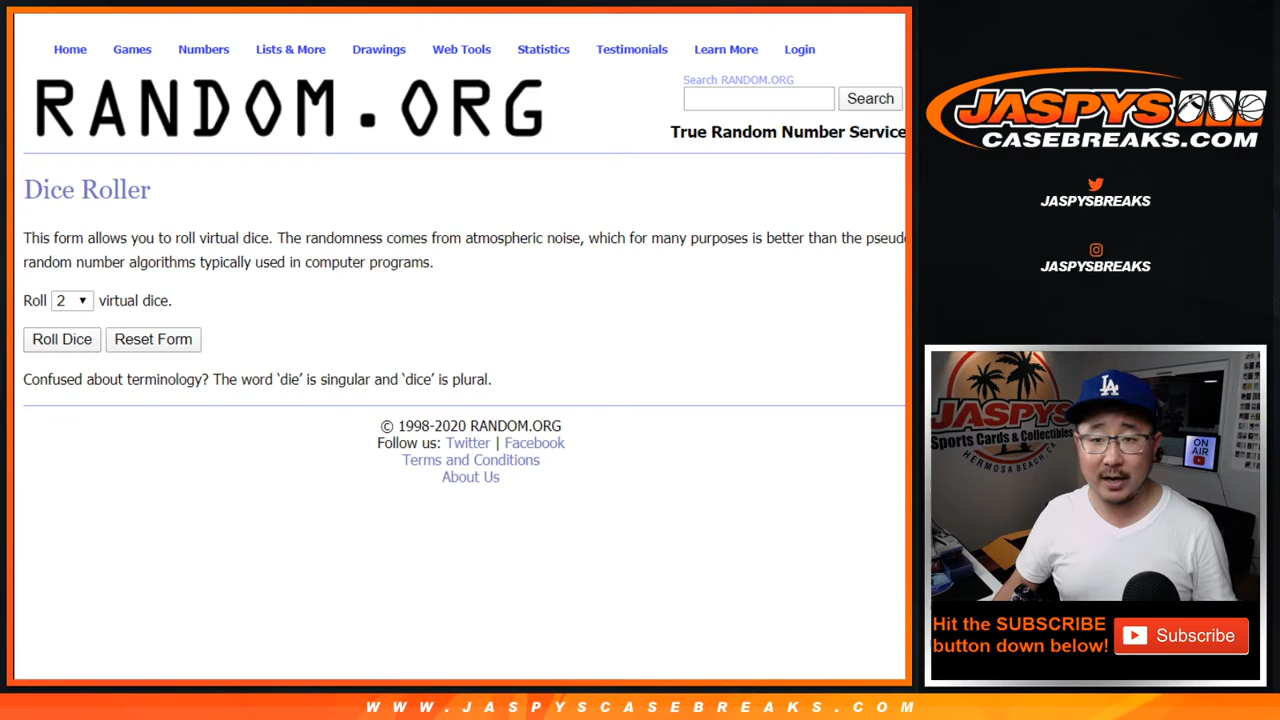 Home Games Numbers Lists & More Drawings Web Tools Statistics Testimonials Learn More Login
RANDOM.ORG
Search RANDOM.ORG
Search
True Random Number Service
Dice Roller
This form allows you to roll virtual dice. The randomness comes from atmospheric noise, which for many purposes is better than the pseudo
random number algorithms typically used in computer programs.
Roll 2 virtual dice.
Roll Dice Reset Form
Confused about terminology? The word ‘die’ is singular and ‘dice’ is plural.
© 1998-2020 RANDOM.ORG
Follow us: Twitter | Facebook
Terms and Conditions
About Us
JASPYS
CASEBREAKS.COM
JASPYSBREAKS
JASPYSBREAKS
JASPYS
Sports Cards & Collectibles
HERMOSA BEACH, CA
LA
ON
AIR
Hit the SUBSCRIBE
button down below!
Subscribe
WWW.JASPYSCASEBREAKS.COM